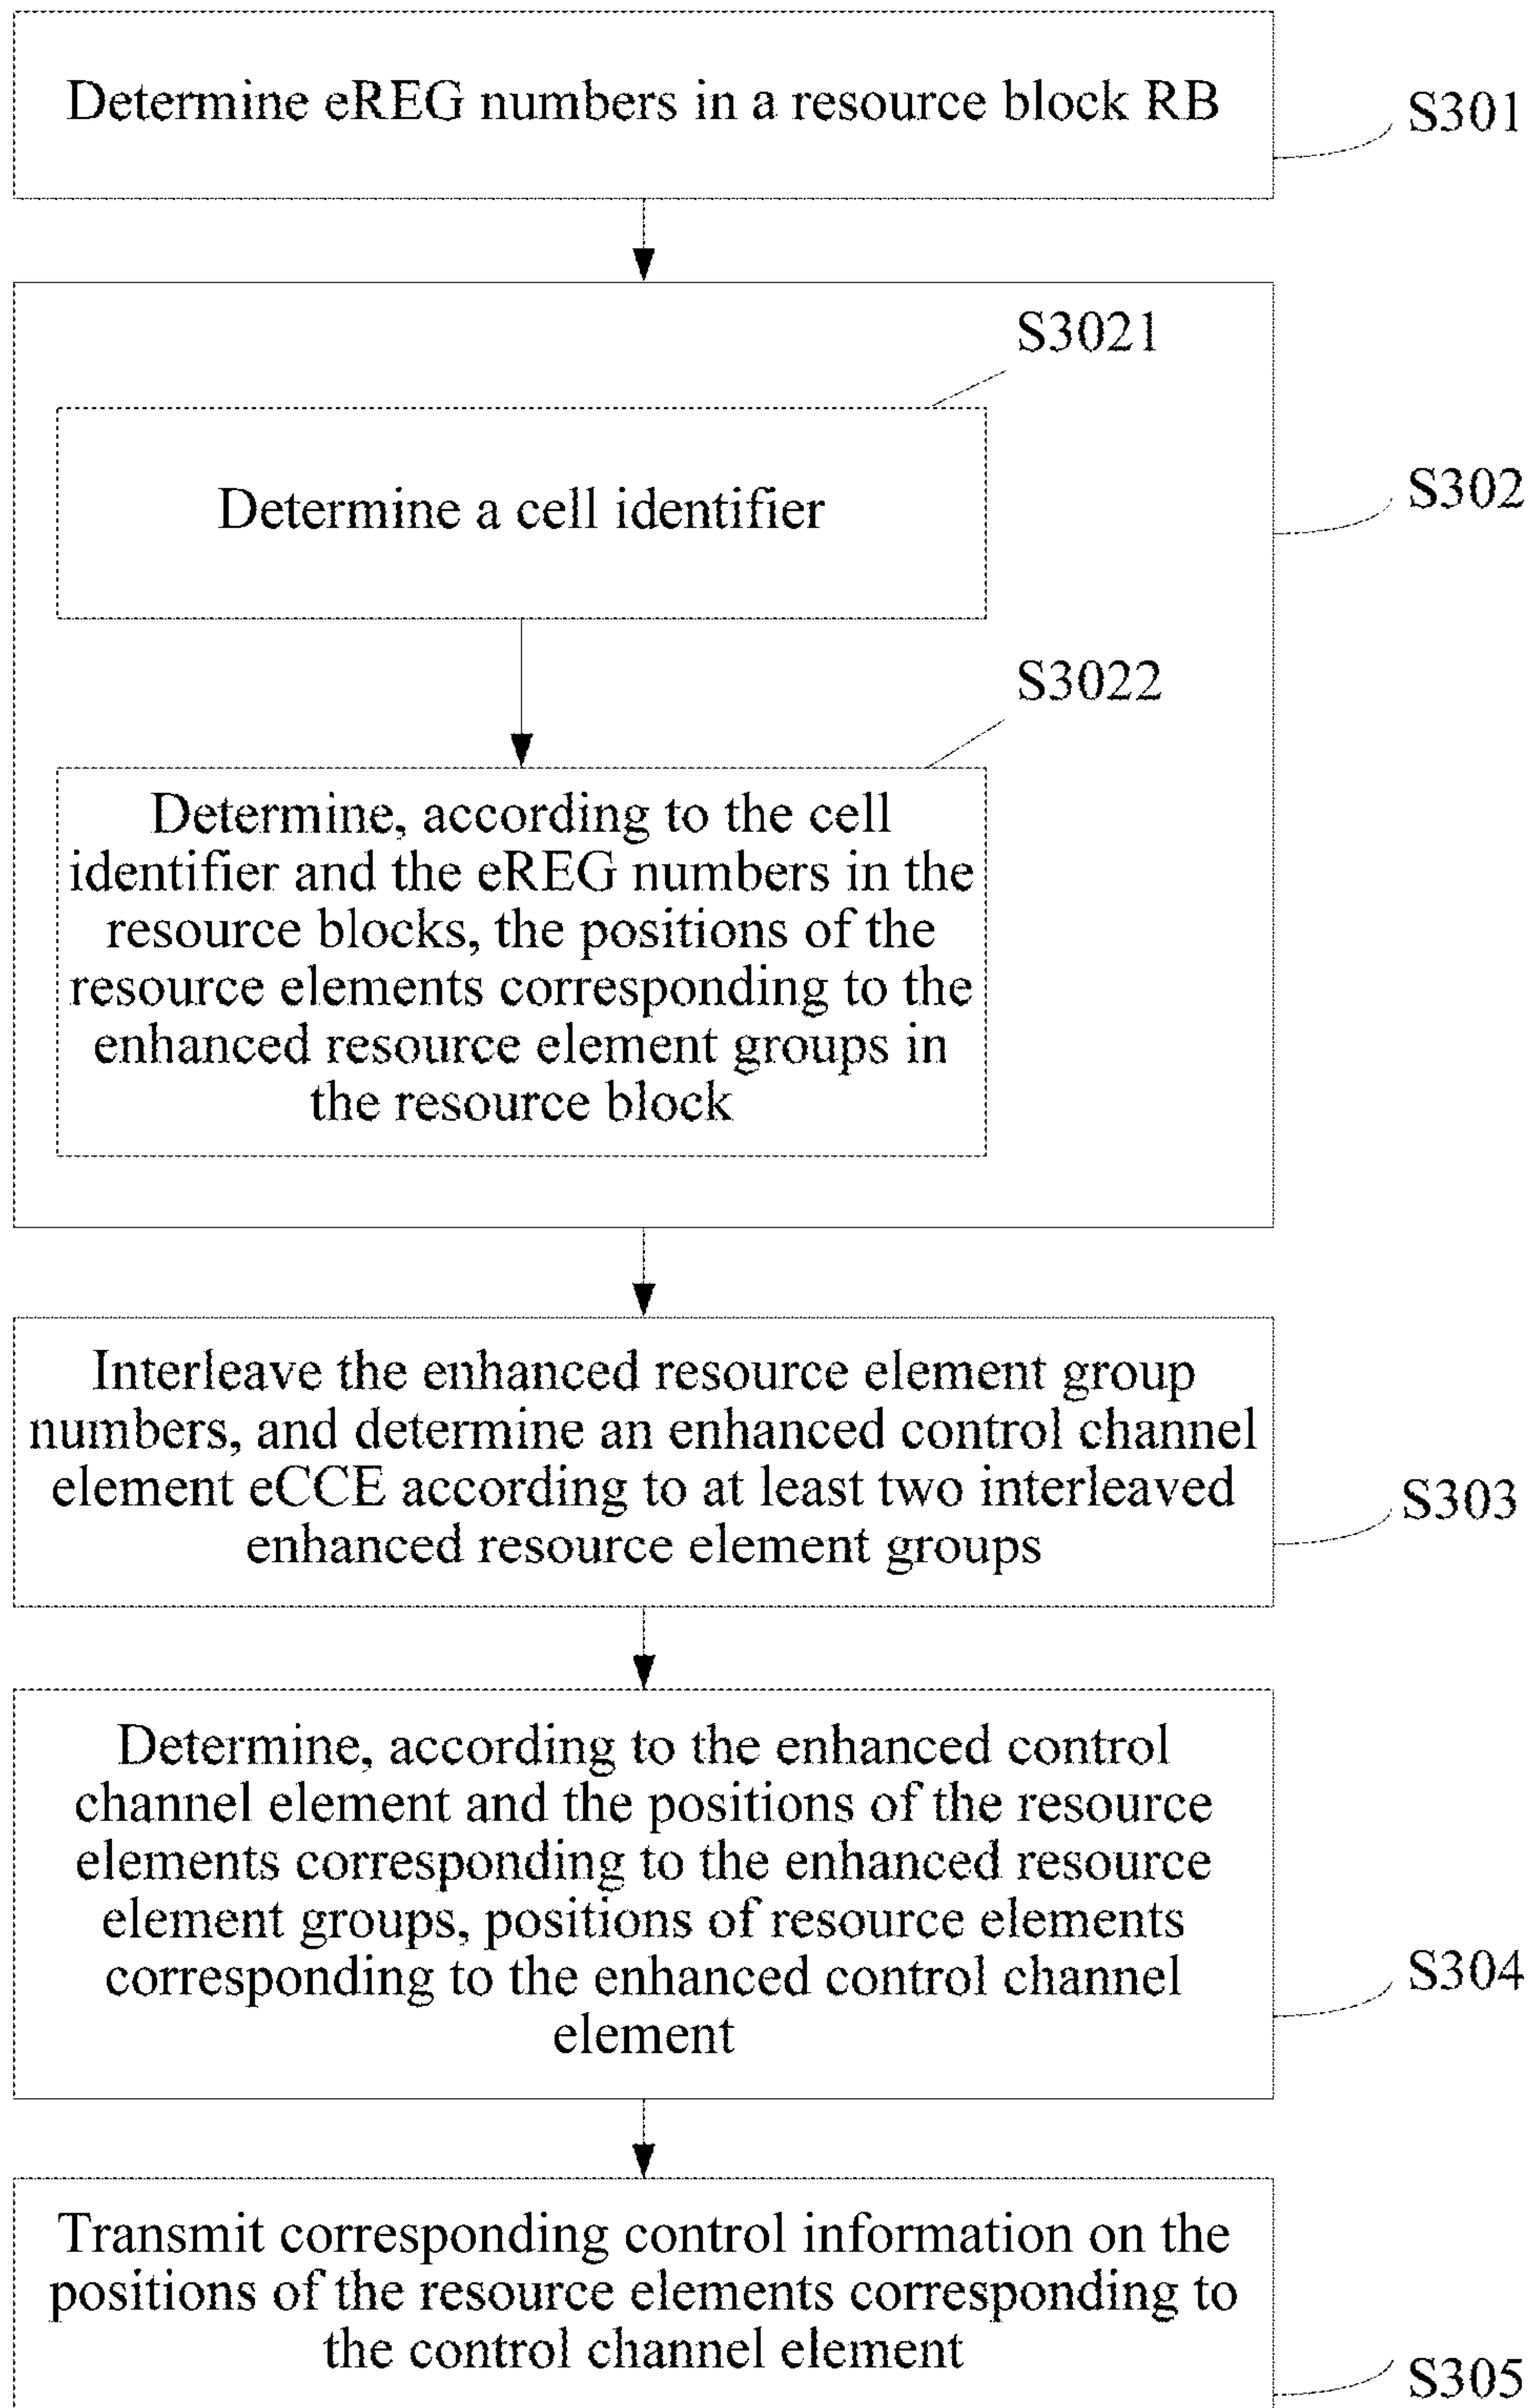 Determine eREG numbers in a resource block RB
S301
S3021
S302
Determine a cell identifier
S3022
Determine, according to the cell
identifier and the eREG numbers in the
resource blocks, the positions of the
resource elements corresponding to the
enhanced resource element groups in
the resource block
Interleave the enhanced resource element group
numbers, and determine an enhanced control channel
element eCCE according to at least two interleaved
enhanced resource element groups
S303
Determine, according to the enhanced control
channel element and the positions of the resource
elements corresponding to the enhanced resource
element groups, positions of resource elements
corresponding to the enhanced control channel
element
S304
Transmit corresponding control information on the
positions of the resource elements corresponding to
the control channel element
S305